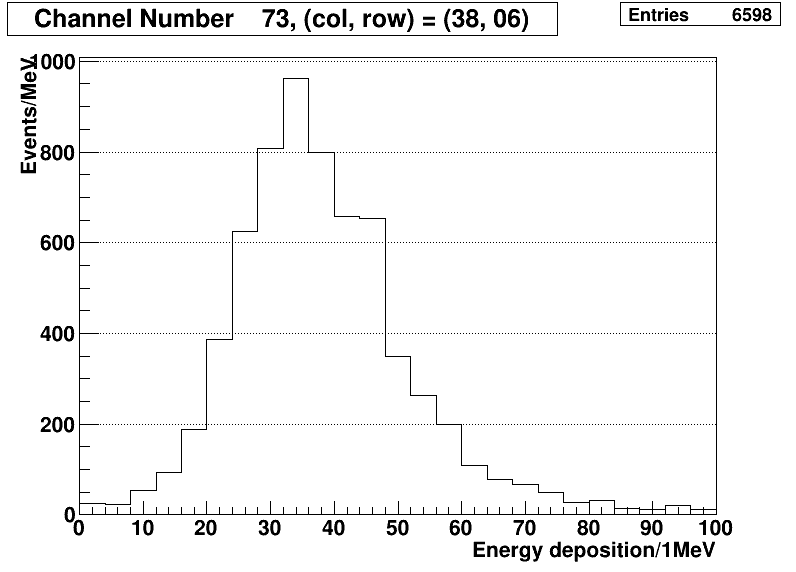 Channel Number 73, (col, row) = (38, 06)
Entries 6598
Events/MeV
1000
800
600
400
200
0
0 10 20 30 40 50 60 70 80 90 100
Energy deposition/1MeV